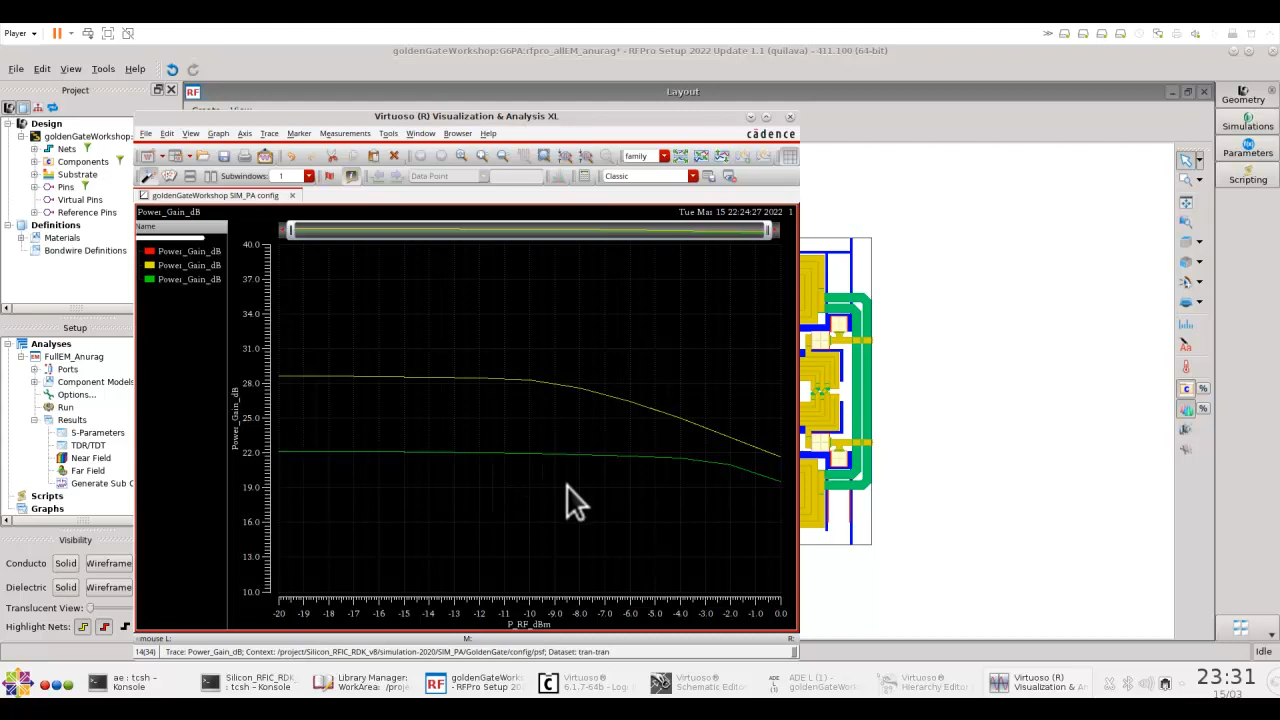 Player
goldenGateWorkshop:G6PA:rfpro_allEM_anurag* - RFPro Setup 2022 Update 1.1 (quilava) - 411.100 (64-bit)
File Edit View Tools Help
Project
RF Layout
Geometry
Simulations
Parameters
Scripting
Design
goldenGateWorkshop:
Nets
Components
Substrate
Pins
Virtual Pins
Reference Pins
Definitions
Materials
Bondwire Definitions
Setup
Analyses
FullEM_Anurag
Ports
Component Models
Options...
Run
Results
S-Parameters
TDR/TDT
Near Field
Far Field
Generate Sub C
Scripts
Graphs
Visibility
Conducto Solid Wireframe
Dielectric Solid Wireframe
Translucent View:
Highlight Nets:
Virtuoso (R) Visualization & Analysis XL
File Edit View Graph Axis Trace Marker Measurements Tools Window Browser Help
cādence
family
Subwindows: 1 Data Point Classic
goldenGateWorkshop SIM_PA config
Power_Gain_dB Tue Mar 15 22:24:27 2022 1
Name
Power_Gain_dB
Power_Gain_dB
Power_Gain_dB
40.0
37.0
34.0
31.0
28.0
25.0
22.0
19.0
16.0
13.0
10.0
Power_Gain_dB
-20 -19 -18 -17 -16 -15 -14 -13 -12 -11 -10 -9.0 -8.0 -7.0 -6.0 -5.0 -4.0 -3.0 -2.0 -1.0 0.0
P_RF_dBm
mouse L: M: R:
14(34) Trace: Power_Gain_dB; Context: /project/Silicon_RFIC_RDK_v8/simulation-2020/SIM_PA/GoldenGate/config/psf; Dataset: tran-tran
Idle
ae : tcsh — Konsole
Silicon_RFIC_RDK : tcsh — Konsole
Library Manager: WorkArea: /proje
RF goldenGateWorks - RFPro Setup 202
Virtuoso® 6.1.7-64b - Log
Virtuoso® Schematic Editor
ADE L (1) - goldenGateWo
Virtuoso® Hierarchy Editor
Virtuoso (R) Visualization & An
23:31
15/03